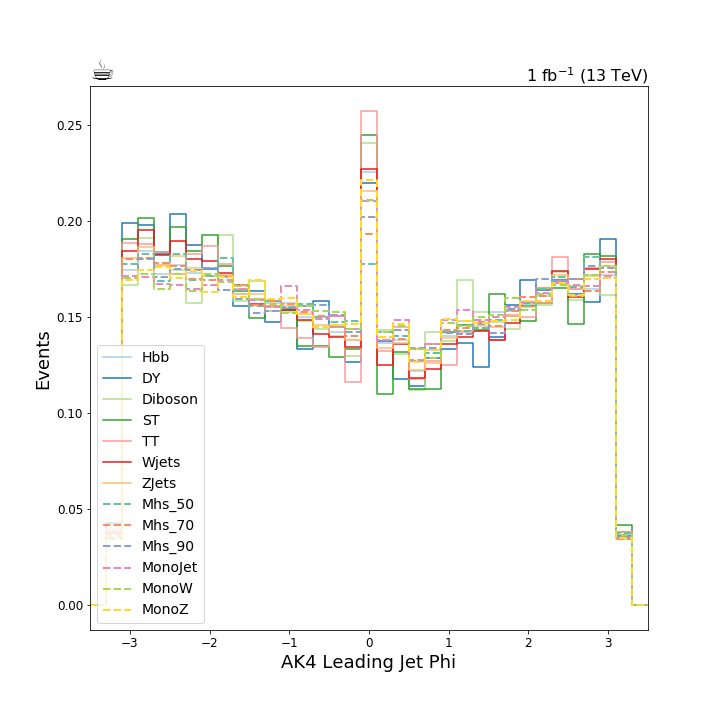 ☕ 1 fb⁻¹ (13 TeV)
Events
0.25
0.20
0.15
0.10
0.05
0.00
Hbb
DY
Diboson
ST
TT
Wjets
ZJets
Mhs_50
Mhs_70
Mhs_90
MonoJet
MonoW
MonoZ
−3 −2 −1 0 1 2 3
AK4 Leading Jet Phi